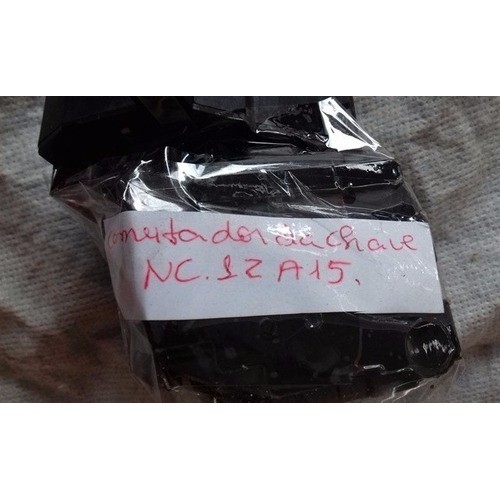 comutador da chave
NC.12 A15.